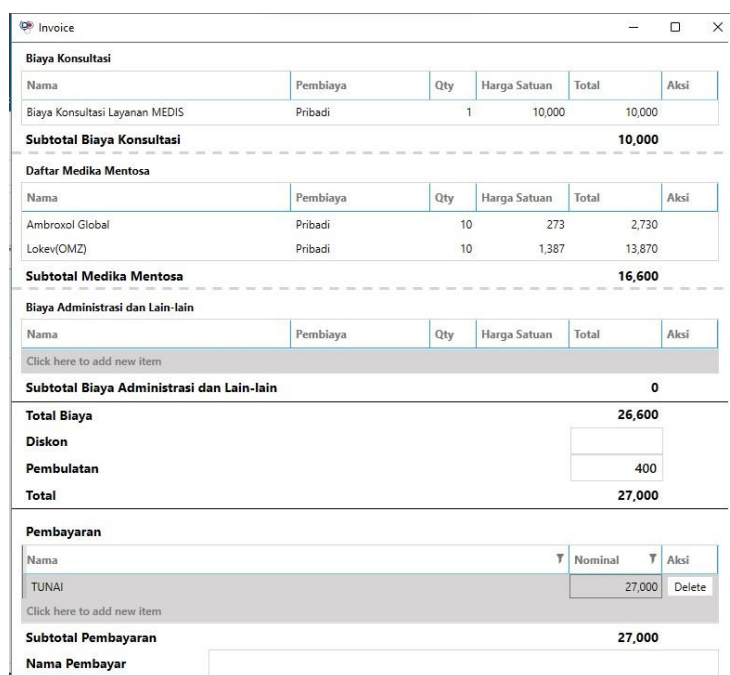 Invoice
Biaya Konsultasi
Nama Pembiaya Qty Harga Satuan Total Aksi
Biaya Konsultasi Layanan MEDIS Pribadi 1 10,000 10,000
Subtotal Biaya Konsultasi 10,000
Daftar Medika Mentosa
Nama Pembiaya Qty Harga Satuan Total Aksi
Ambroxol Global Pribadi 10 273 2,730
Lokev(OMZ) Pribadi 10 1,387 13,870
Subtotal Medika Mentosa 16,600
Biaya Administrasi dan Lain-lain
Nama Pembiaya Qty Harga Satuan Total Aksi
Click here to add new item
Subtotal Biaya Administrasi dan Lain-lain 0
Total Biaya 26,600
Diskon
Pembulatan 400
Total 27,000
Pembayaran
Nama Nominal Aksi
TUNAI 27,000 Delete
Click here to add new item
Subtotal Pembayaran 27,000
Nama Pembayar